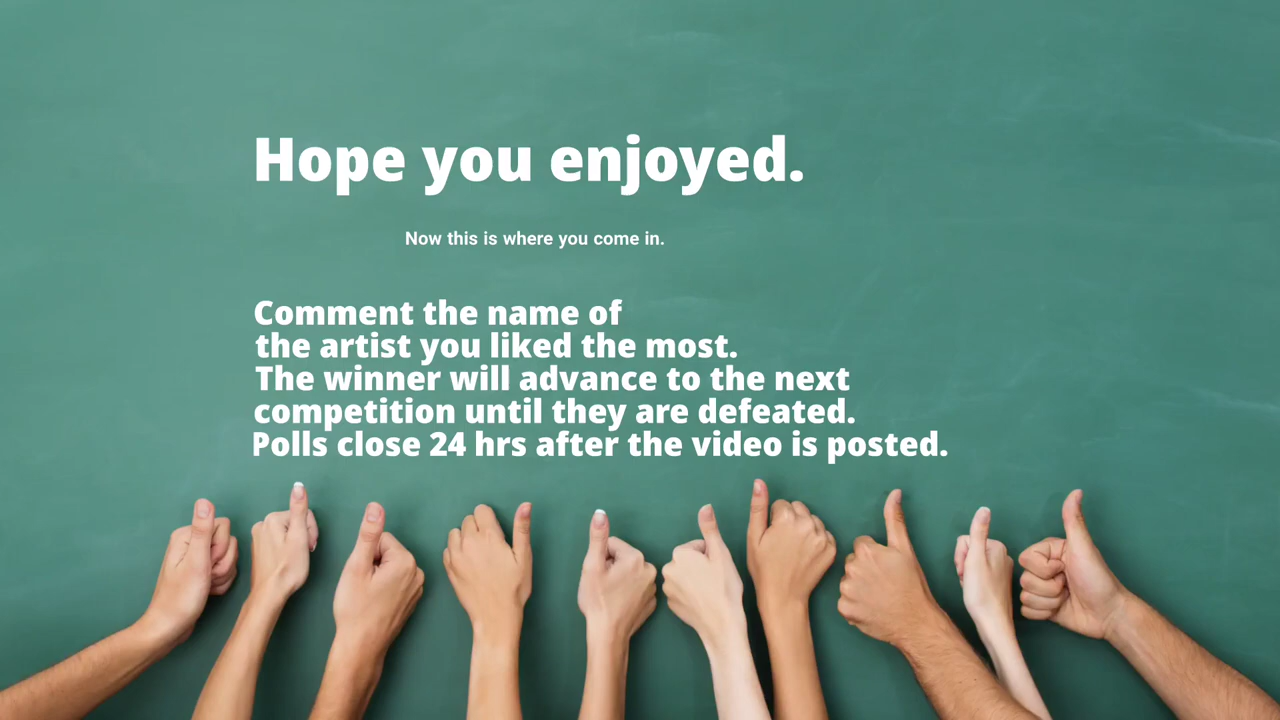 Hope you enjoyed.
Now this is where you come in.
Comment the name of
the artist you liked the most.
The winner will advance to the next
competition until they are defeated.
Polls close 24 hrs after the video is posted.